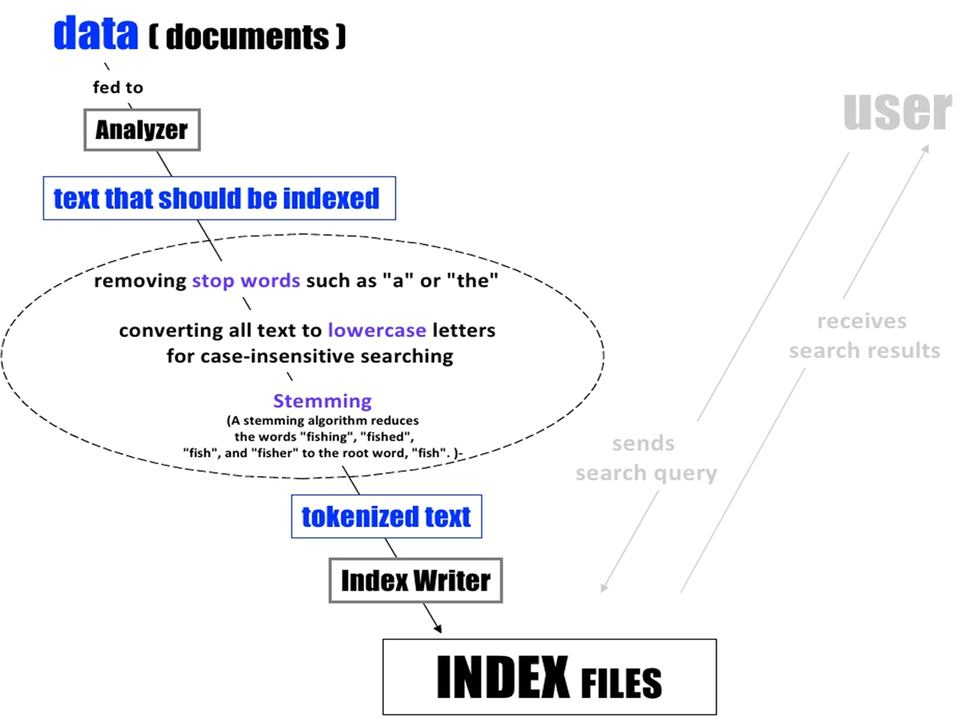 data ( documents )
fed to
Analyzer
text that should be indexed
removing stop words such as "a" or "the"
converting all text to lowercase letters
for case-insensitive searching
Stemming
(A stemming algorithm reduces
the words "fishing", "fished",
"fish", and "fisher" to the root word, "fish". )-
tokenized text
Index Writer
INDEX FILES
user
receives
search results
sends
search query